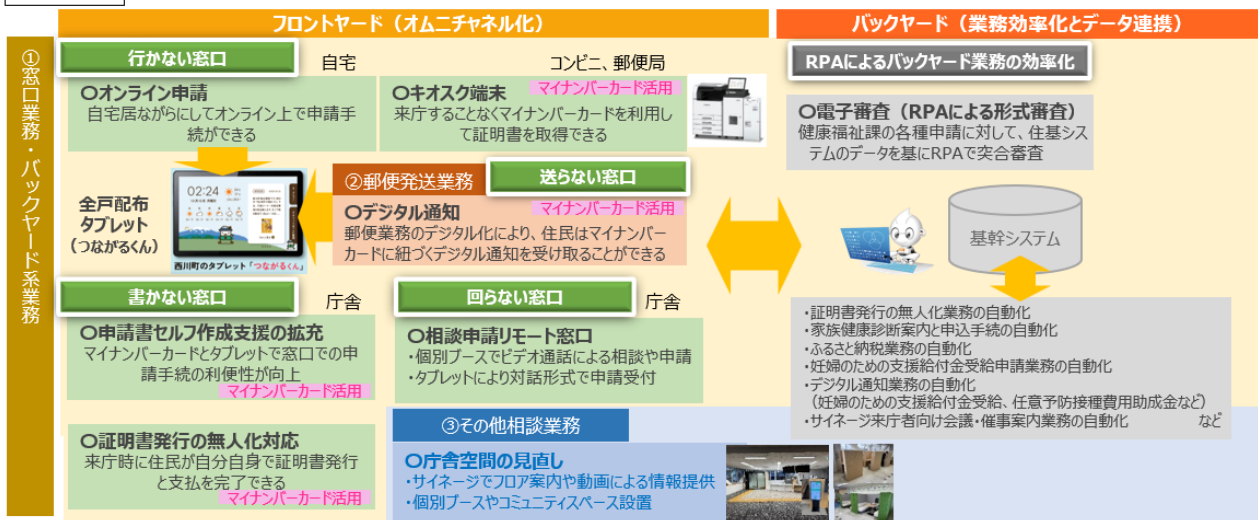 フロントヤード（オムニチャネル化）
バックヤード（業務効率化とデータ連携）
①窓口業務・バックヤード系業務
行かない窓口
自宅
〇オンライン申請
自宅居ながらにしてオンライン上で申請手
続ができる
コンビニ、郵便局
〇キオスク端末
マイナンバーカード活用
来庁することなくマイナンバーカードを利用し
て証明書を取得できる
RPAによるバックヤード業務の効率化
〇電子審査（RPAによる形式審査）
健康福祉課の各種申請に対して、住基シス
テムのデータを基にRPAで突合審査
全戸配布
タブレット
（つながるくん）
02:24
西川町のタブレット「つながるくん」
②郵便発送業務
送らない窓口
〇デジタル通知
マイナンバーカード活用
郵便業務のデジタル化により、住民はマイナンバー
カードに紐づくデジタル通知を受け取ることができる
基幹システム
書かない窓口
庁舎
〇申請書セルフ作成支援の拡充
マイナンバーカードとタブレットで窓口での申
請手続の利便性が向上
マイナンバーカード活用
回らない窓口
庁舎
〇相談申請リモート窓口
・個別ブースでビデオ通話による相談や申請
・タブレットにより対話形式で申請受付
・証明書発行の無人化業務の自動化
・家族健康診断案内と申込手続の自動化
・ふるさと納税業務の自動化
・妊婦のための支援給付金受給申請業務の自動化
・デジタル通知業務の自動化
（妊婦のための支援給付金受給、任意予防接種費用助成金など）
・サイネージ来庁者向け会議・催事案内業務の自動化 など
〇証明書発行の無人化対応
来庁時に住民が自分自身で証明書発行
と支払を完了できる
マイナンバーカード活用
③その他相談業務
〇庁舎空間の見直し
・サイネージでフロア案内や動画による情報提供
・個別ブースやコミュニティスペース設置